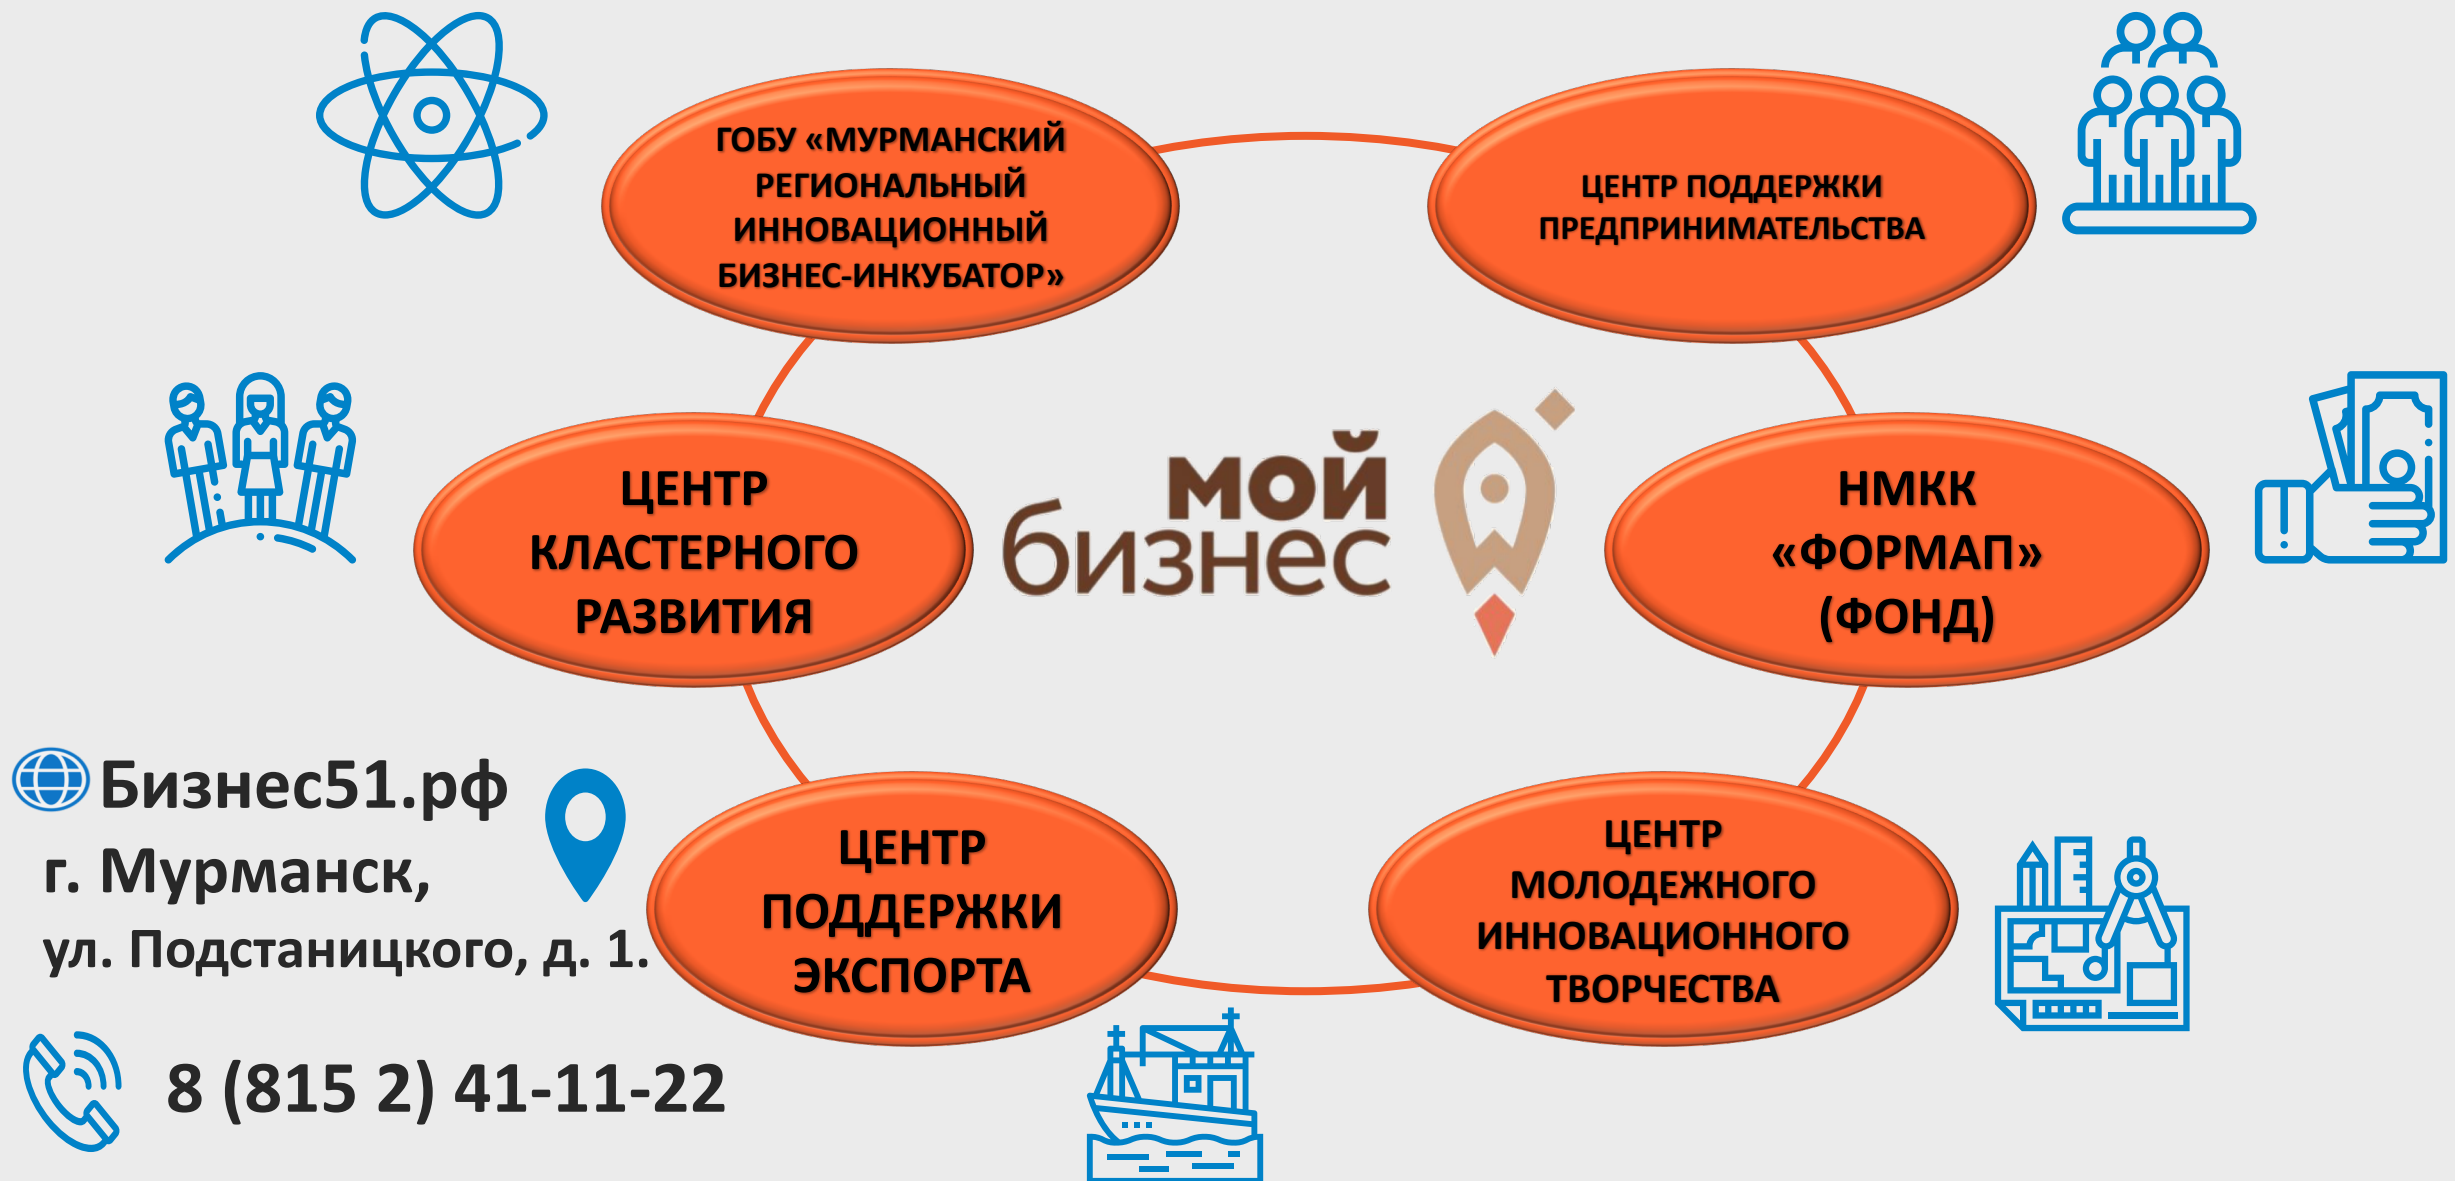 ГОБУ «МУРМАНСКИЙ
РЕГИОНАЛЬНЫЙ
ИННОВАЦИОННЫЙ
БИЗНЕС-ИНКУБАТОР»
ЦЕНТР ПОДДЕРЖКИ
ПРЕДПРИНИМАТЕЛЬСТВА
ЦЕНТР
КЛАСТЕРНОГО
РАЗВИТИЯ
мой
бизнес
НМКК
«ФОРМАП»
(ФОНД)
Бизнес51.рф
г. Мурманск,
ул. Подстаницкого, д. 1.
8 (815 2) 41-11-22
ЦЕНТР
ПОДДЕРЖКИ
ЭКСПОРТА
ЦЕНТР
МОЛОДЕЖНОГО
ИННОВАЦИОННОГО
ТВОРЧЕСТВА